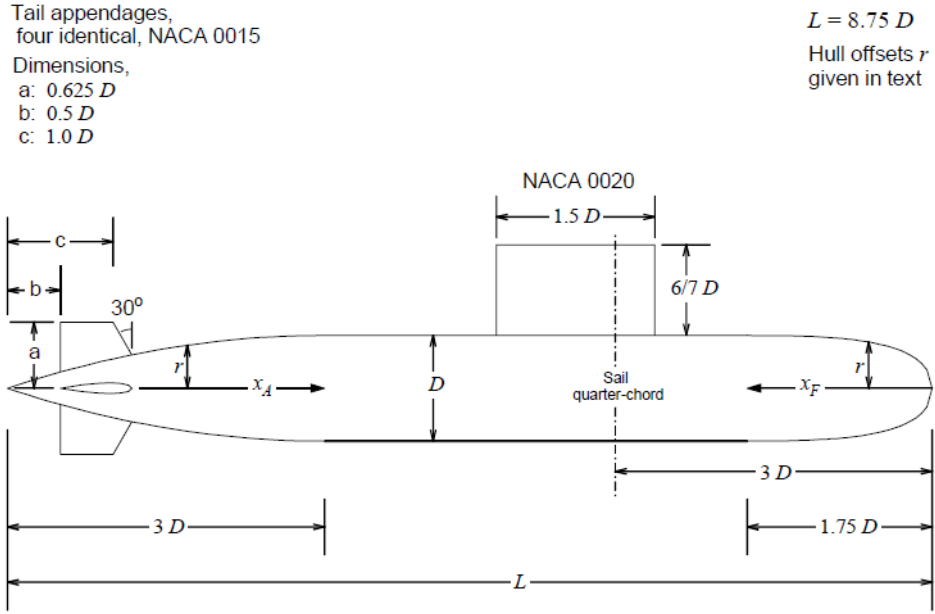 Tail appendages,
four identical, NACA 0015
Dimensions,
a: 0.625 D
b: 0.5 D
c: 1.0 D
L = 8.75 D
Hull offsets r
given in text
NACA 0020
1.5 D
c
b
6/7 D
30º
a
r
x_A
D
Sail
quarter-chord
x_F
r
3 D
3 D
1.75 D
L